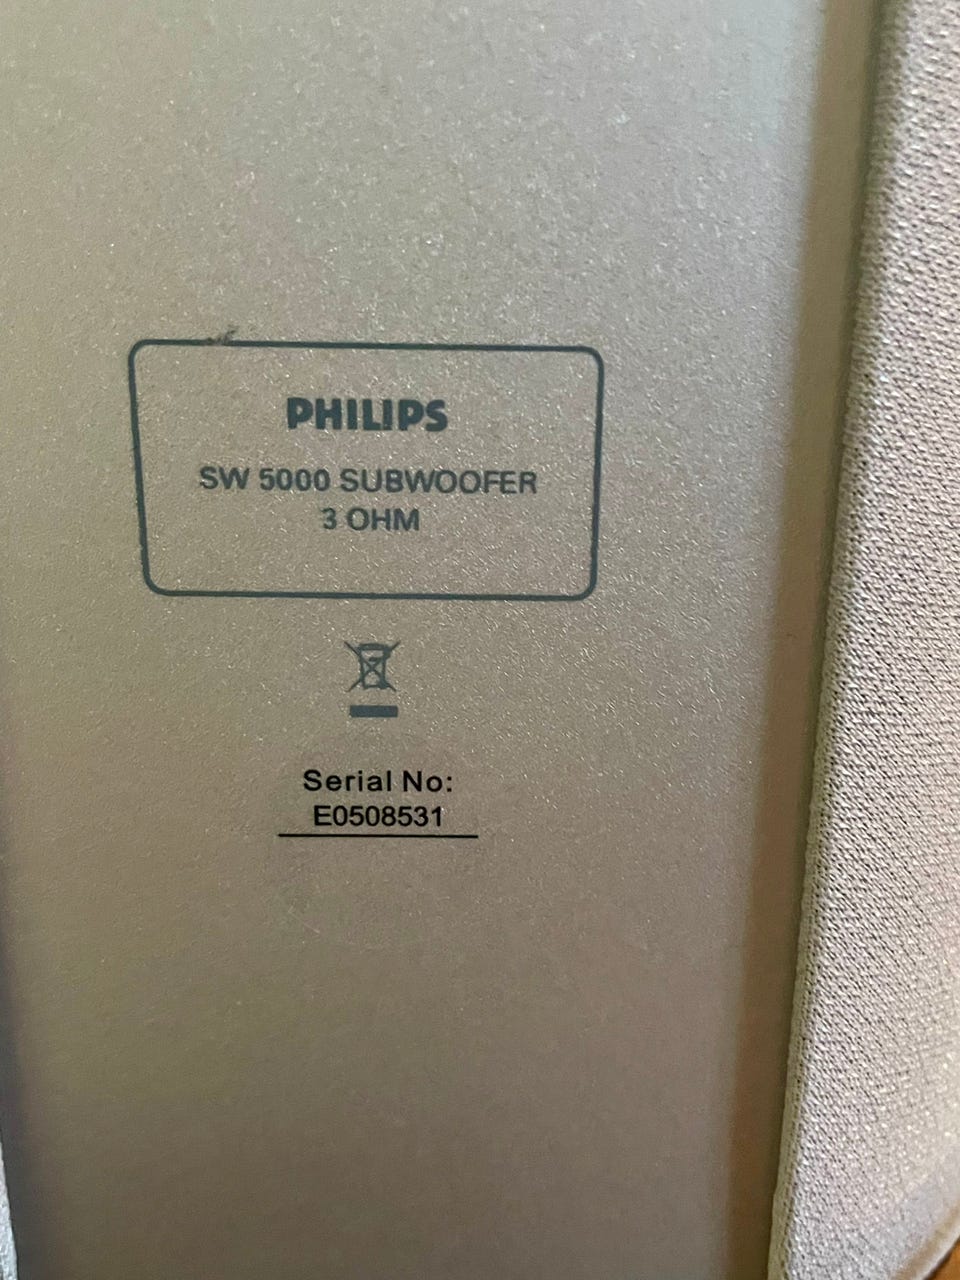 PHILIPS
SW 5000 SUBWOOFER
3 OHM
Serial No:
E0508531